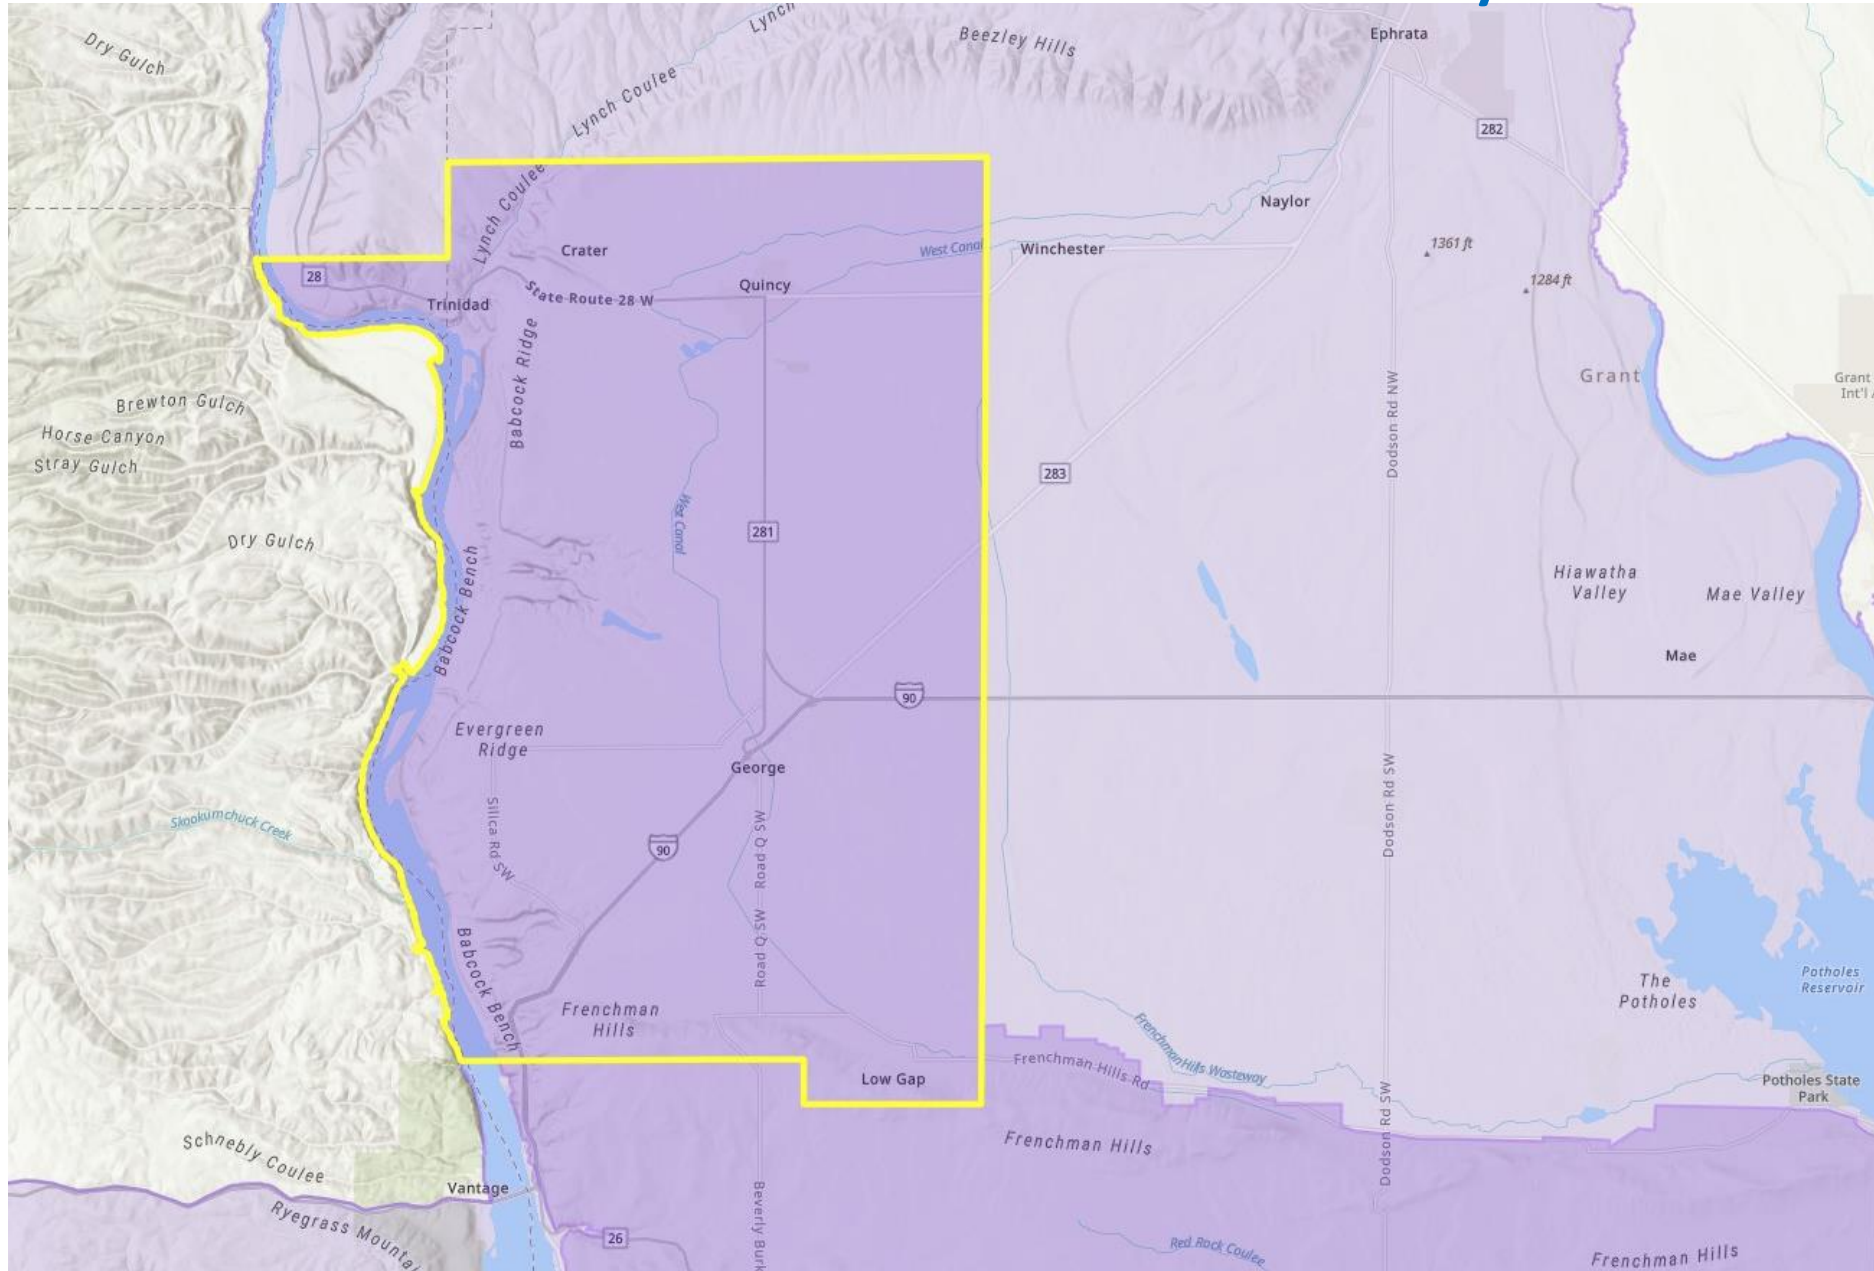 Dry Gulch
Lynch
Beezley Hills
Ephrata
Lynch Coulee
282
Lynch Coulee
Naylor
Crater
West Canal
Winchester
1361 ft
28
Quincy
1284 ft
Trinidad
State Route 28 W
Babcock Ridge
Grant
Grant
Int'l
Brewton Gulch
Horse Canyon
Stray Gulch
Dodson Rd NW
283
West Canal
281
Dry Gulch
Babcock Bench
Hiawatha
Valley
Mae Valley
Mae
90
Evergreen
Ridge
George
Skookumchuck Creek
Silica Rd SW
90
Road Q SW
Dodson Rd SW
Road Q SW
Babcock Bench
Frenchman
Hills
The
Potholes
Potholes
Reservoir
Frenchman Hills Wasteway
Frenchman Hills Rd
Low Gap
Potholes State
Park
Schnebly Coulee
Frenchman Hills
Dodson Rd SW
Vantage
Ryegrass Mounta
Beverly Burk
26
Red Rock Coulee
Frenchman Hills